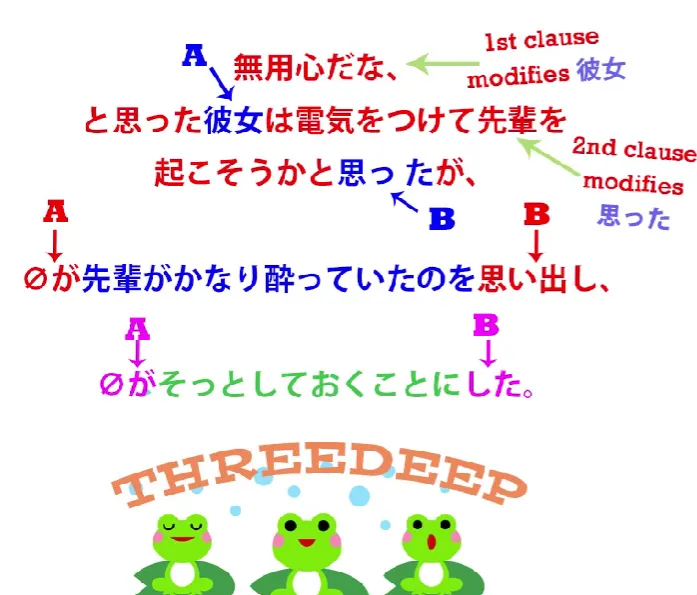 A
無用心だな、
1st clause
modifies 彼女
と思った彼女は電気をつけて先輩を
2nd clause
modifies
思った
起こそうかと思ったが、
B
A
B
∅が先輩がかなり酔っていたのを思い出し、
A
B
∅がそっとしておくことにした。
THREEDEEP